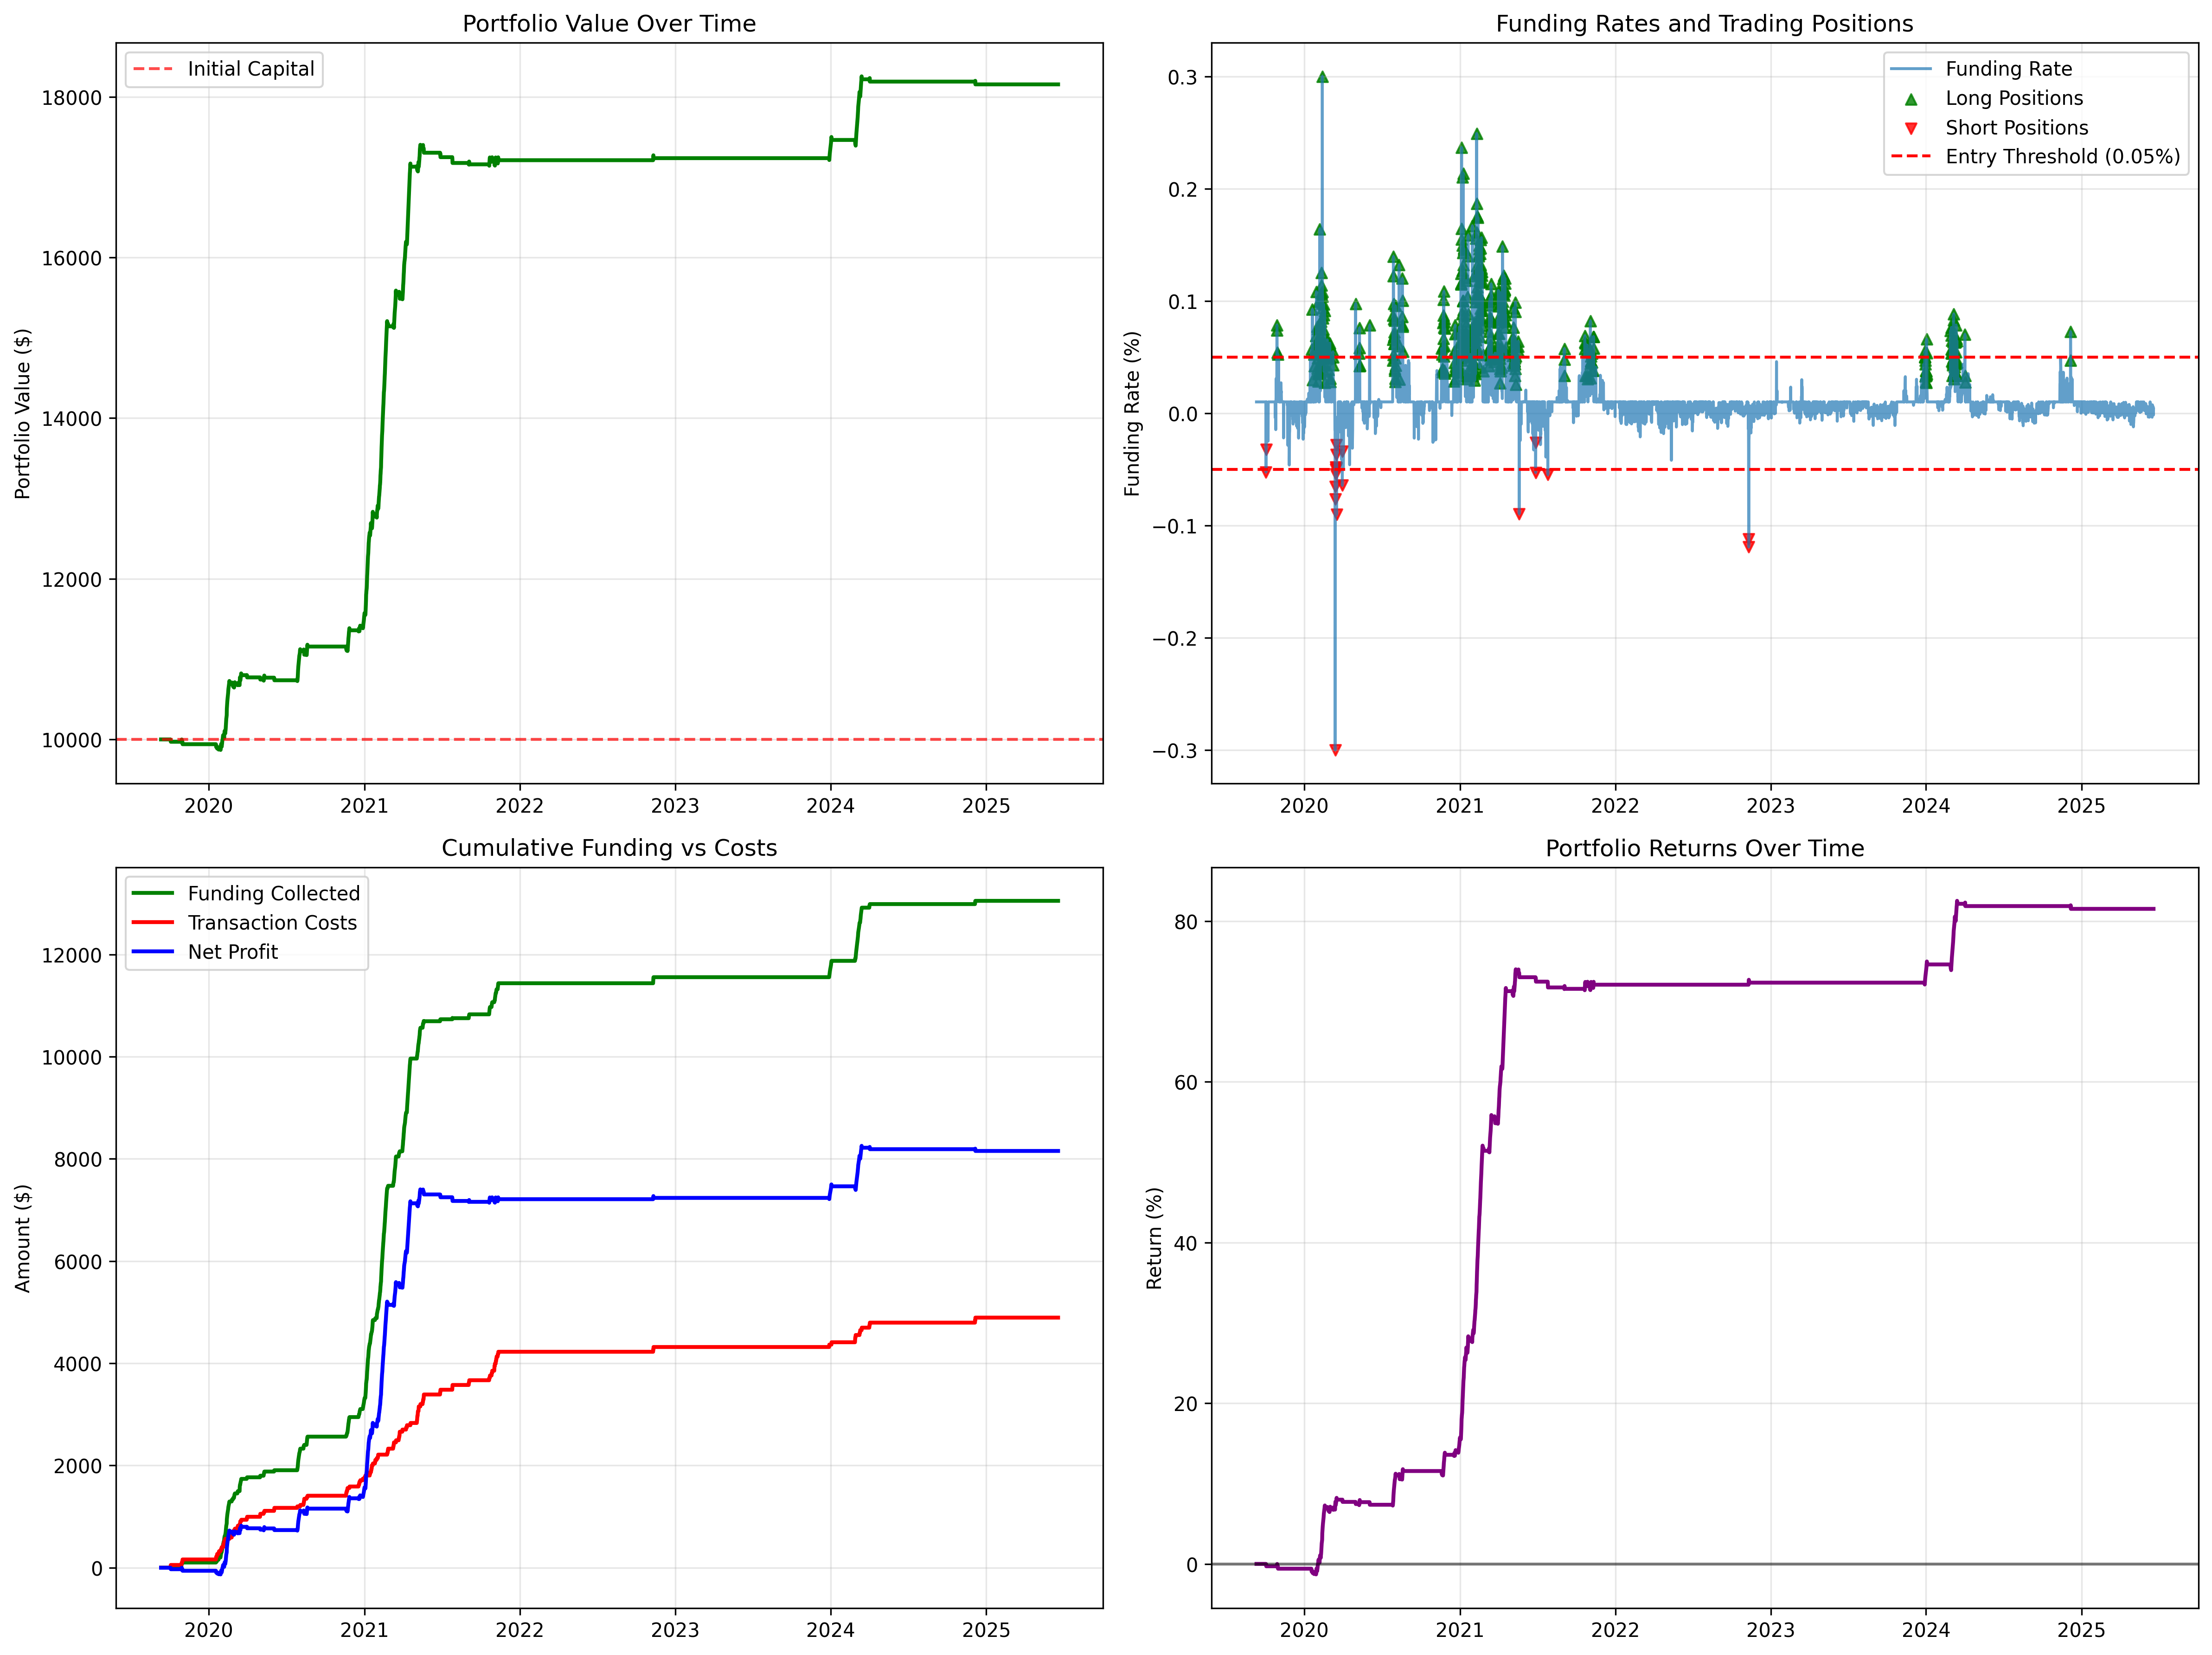 Portfolio Value Over Time
Initial Capital
Portfolio Value ($)
18000
16000
14000
12000
10000
2020 2021 2022 2023 2024 2025
Funding Rates and Trading Positions
Funding Rate
Long Positions
Short Positions
Entry Threshold (0.05%)
Funding Rate (%)
0.3
0.2
0.1
0.0
−0.1
−0.2
−0.3
2020 2021 2022 2023 2024 2025
Cumulative Funding vs Costs
Funding Collected
Transaction Costs
Net Profit
Amount ($)
12000
10000
8000
6000
4000
2000
0
2020 2021 2022 2023 2024 2025
Portfolio Returns Over Time
Return (%)
80
60
40
20
0
2020 2021 2022 2023 2024 2025